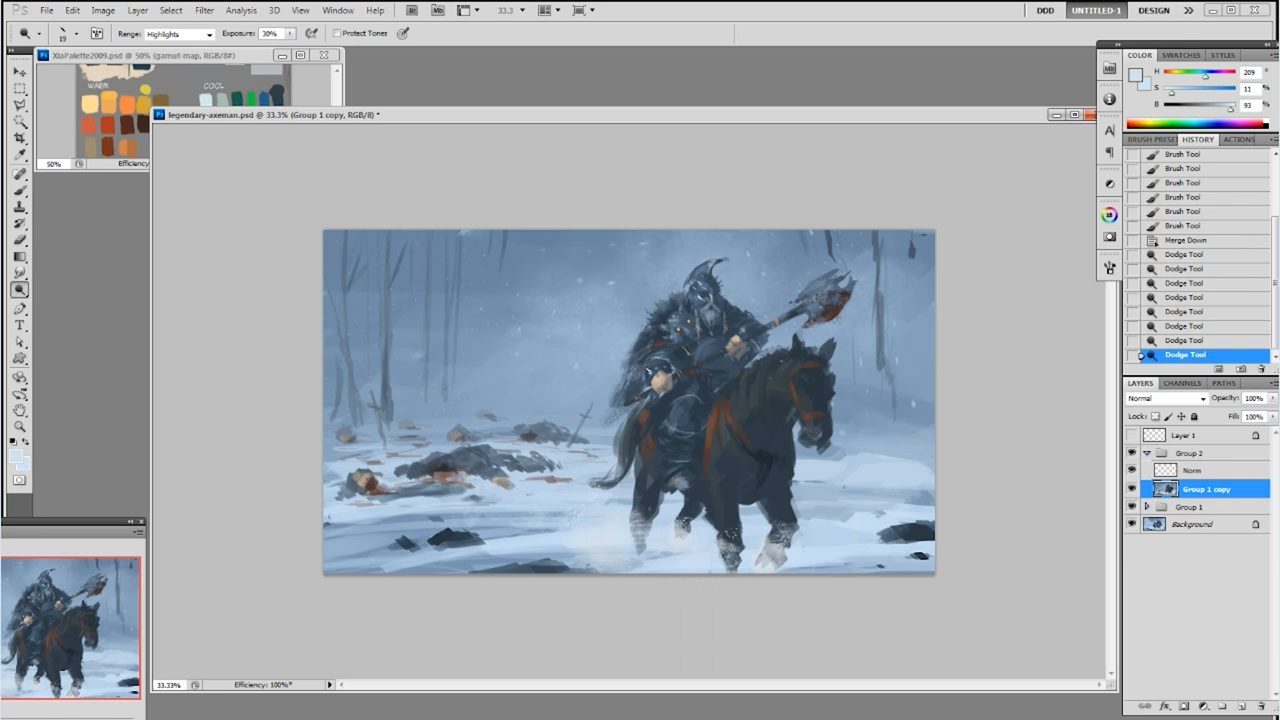 PS File Edit Image Layer Select Filter Analysis 3D View Window Help Br Mb 33.3 DDD UNTITLED-1 DESIGN
19 Range: Highlights Exposure: 30% Protect Tones
XiaPalette2009.psd @ 50% (gamut-map, RGB/8#)
WARM COOL
50% Efficiency
legendary-axeman.psd @ 33.3% (Group 1 copy, RGB/8) *
33.33% Efficiency: 100%*
COLOR SWATCHES STYLES
H 209 °
S 11 %
B 93 %
BRUSH PRESET HISTORY ACTIONS
Brush Tool
Brush Tool
Brush Tool
Brush Tool
Brush Tool
Brush Tool
Merge Down
Dodge Tool
Dodge Tool
Dodge Tool
Dodge Tool
Dodge Tool
Dodge Tool
Dodge Tool
Dodge Tool
LAYERS CHANNELS PATHS
Normal Opacity: 100%
Lock: Fill: 100%
Layer 1
Group 2
Norm
Group 1 copy
Group 1
Background